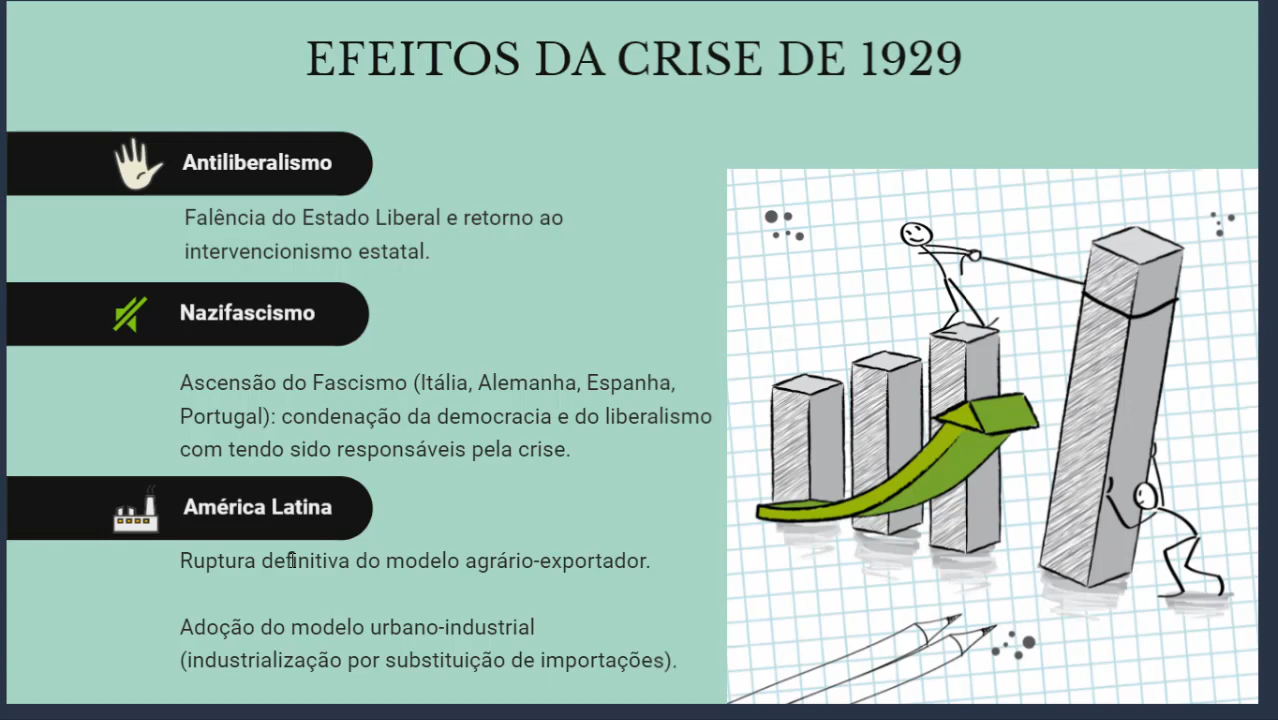 EFEITOS DA CRISE DE 1929
Antiliberalismo
Falência do Estado Liberal e retorno ao
intervencionismo estatal.
Nazifascismo
Ascensão do Fascismo (Itália, Alemanha, Espanha,
Portugal): condenação da democracia e do liberalismo
com tendo sido responsáveis pela crise.
América Latina
Ruptura definitiva do modelo agrário-exportador.
Adoção do modelo urbano-industrial
(industrialização por substituição de importações).